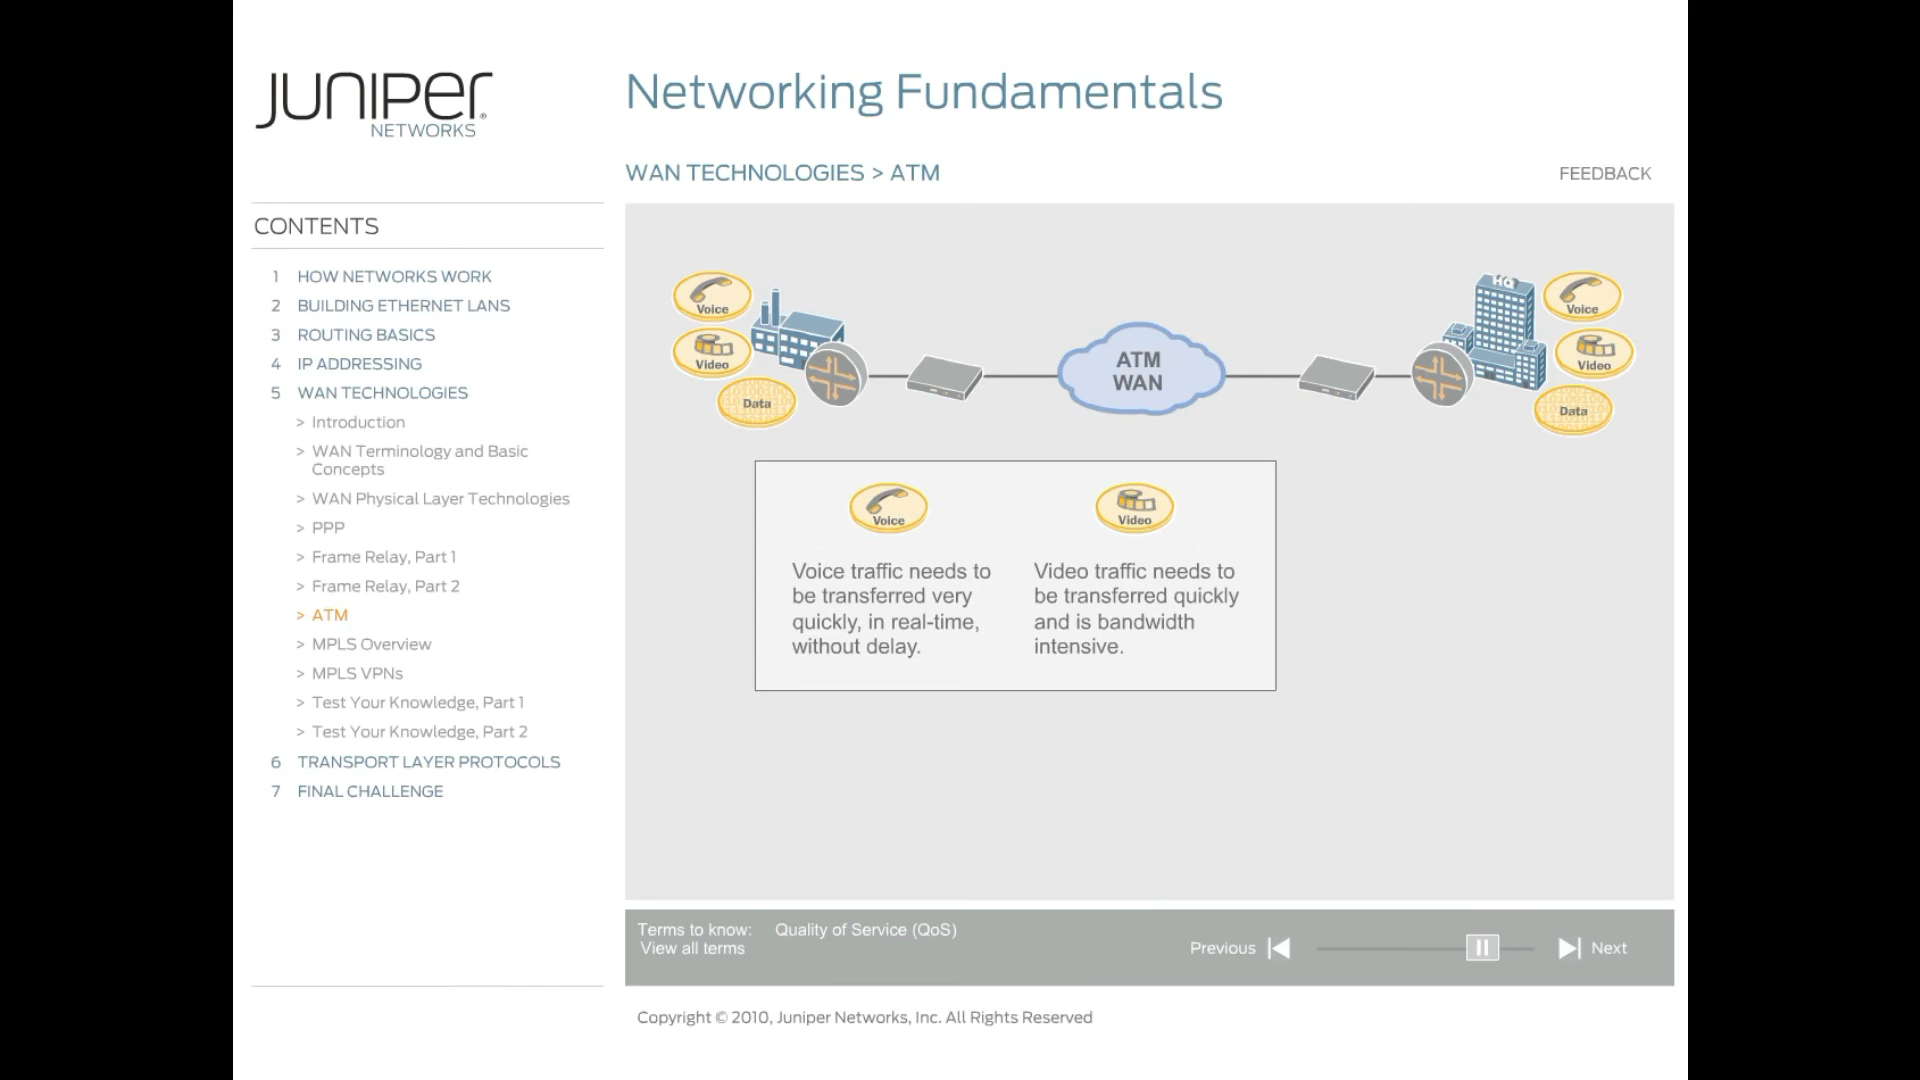 JUNIPER
NETWORKS
Networking Fundamentals
WAN TECHNOLOGIES > ATM
FEEDBACK
CONTENTS
1 HOW NETWORKS WORK
2 BUILDING ETHERNET LANS
3 ROUTING BASICS
4 IP ADDRESSING
5 WAN TECHNOLOGIES
> Introduction
> WAN Terminology and Basic
Concepts
> WAN Physical Layer Technologies
> PPP
> Frame Relay, Part 1
> Frame Relay, Part 2
> ATM
> MPLS Overview
> MPLS VPNs
> Test Your Knowledge, Part 1
> Test Your Knowledge, Part 2
6 TRANSPORT LAYER PROTOCOLS
7 FINAL CHALLENGE
Voice
Video
Data
ATM
WAN
HQ
Voice
Video
Data
Voice
Video
Voice traffic needs to
be transferred very
quickly, in real-time,
without delay.
Video traffic needs to
be transferred quickly
and is bandwidth
intensive.
Terms to know: Quality of Service (QoS)
View all terms
Previous
Next
Copyright © 2010, Juniper Networks, Inc. All Rights Reserved